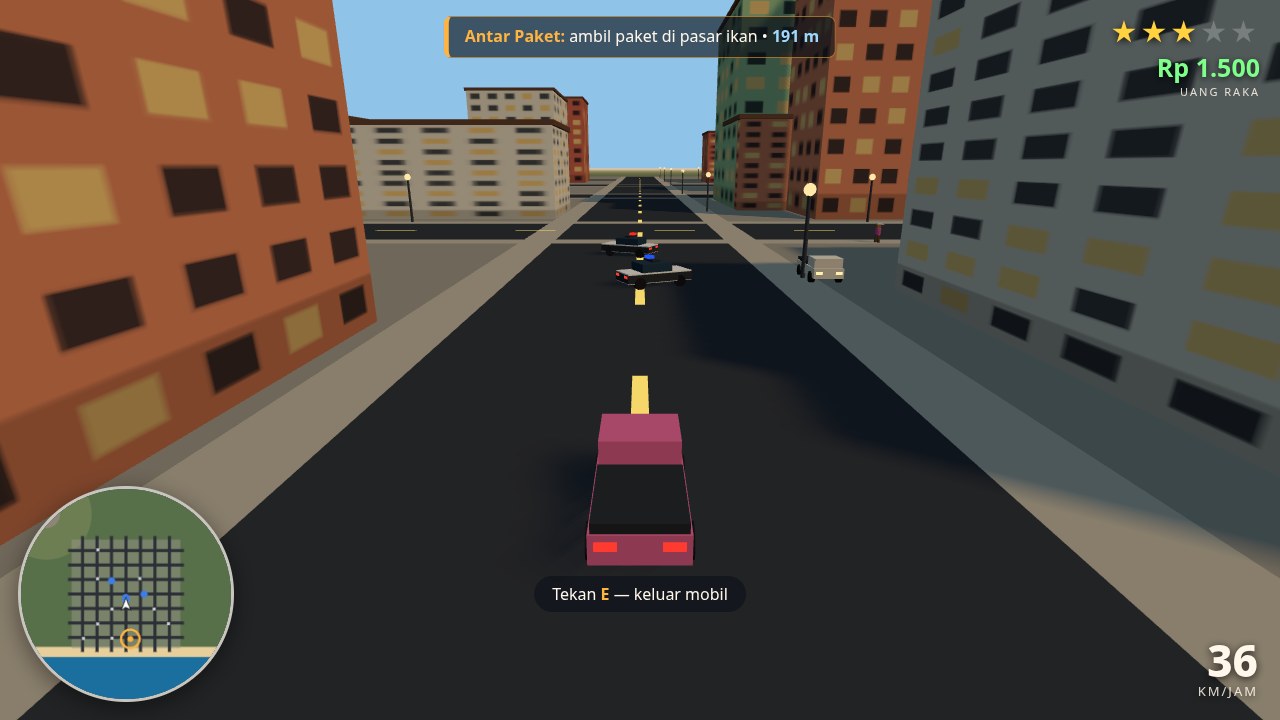 Antar Paket: ambil paket di pasar ikan • 191 m
Rp 1.500
UANG RAKA
Tekan E — keluar mobil
36
KM/JAM